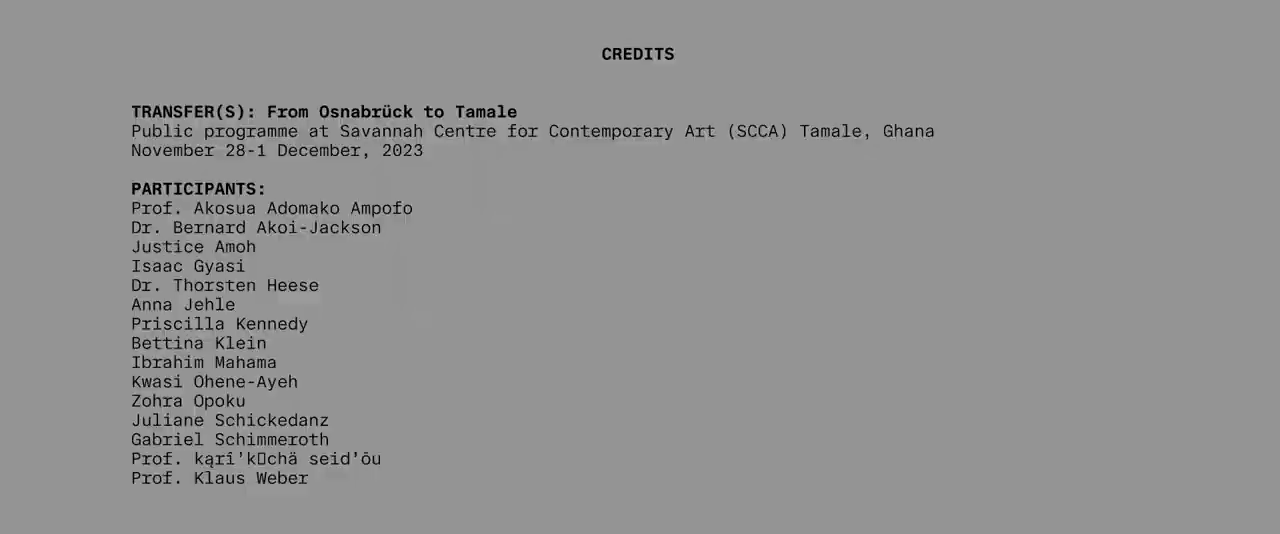 CREDITS
TRANSFER(S): From Osnabrück to Tamale
Public programme at Savannah Centre for Contemporary Art (SCCA) Tamale, Ghana
November 28-1 December, 2023
PARTICIPANTS:
Prof. Akosua Adomako Ampofo
Dr. Bernard Akoi-Jackson
Justice Amoh
Isaac Gyasi
Dr. Thorsten Heese
Anna Jehle
Priscilla Kennedy
Bettina Klein
Ibrahim Mahama
Kwasi Ohene-Ayeh
Zohra Opoku
Juliane Schickedanz
Gabriel Schimmeroth
Prof. kąrî'k▯chä seid'ōu
Prof. Klaus Weber